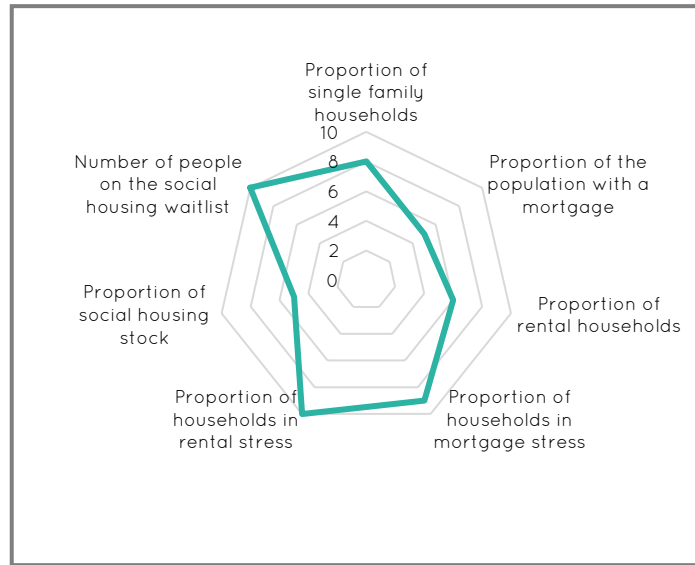 Proportion of
single family
households
10
8
6
4
2
0
Proportion of the
population with a
mortgage
Proportion of
rental households
Proportion of
households in
mortgage stress
Proportion of
households in
rental stress
Proportion of
social housing
stock
Number of people
on the social
housing waitlist